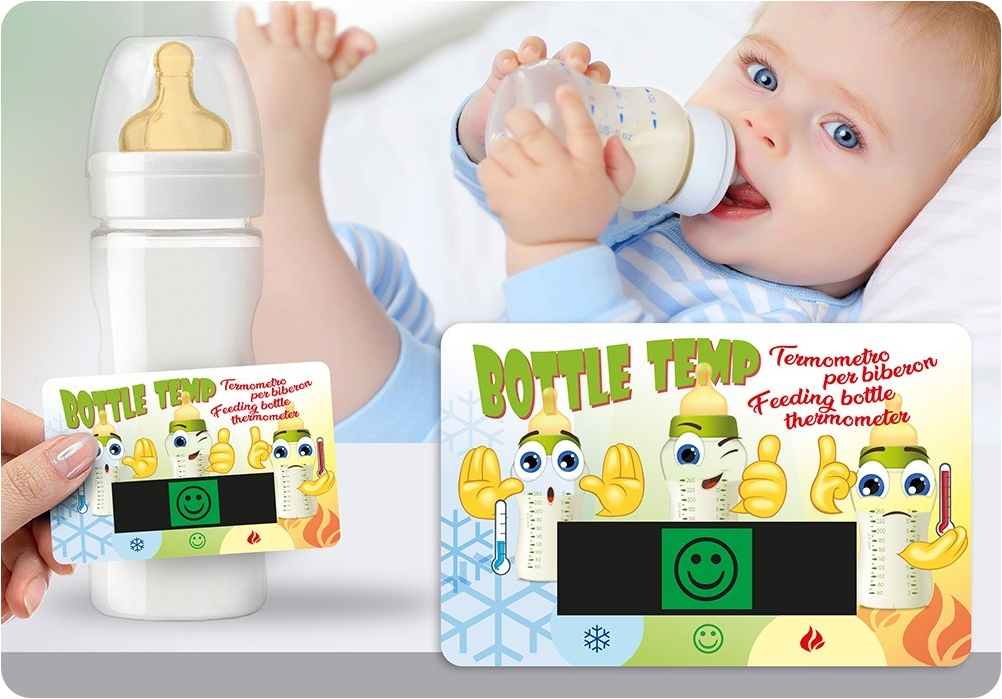 BOTTLE TEMP
Termometro
per biberon
Feeding bottle
thermometer
BOTTLE TEMP
Termometro
per biberon
Feeding bottle
thermometer